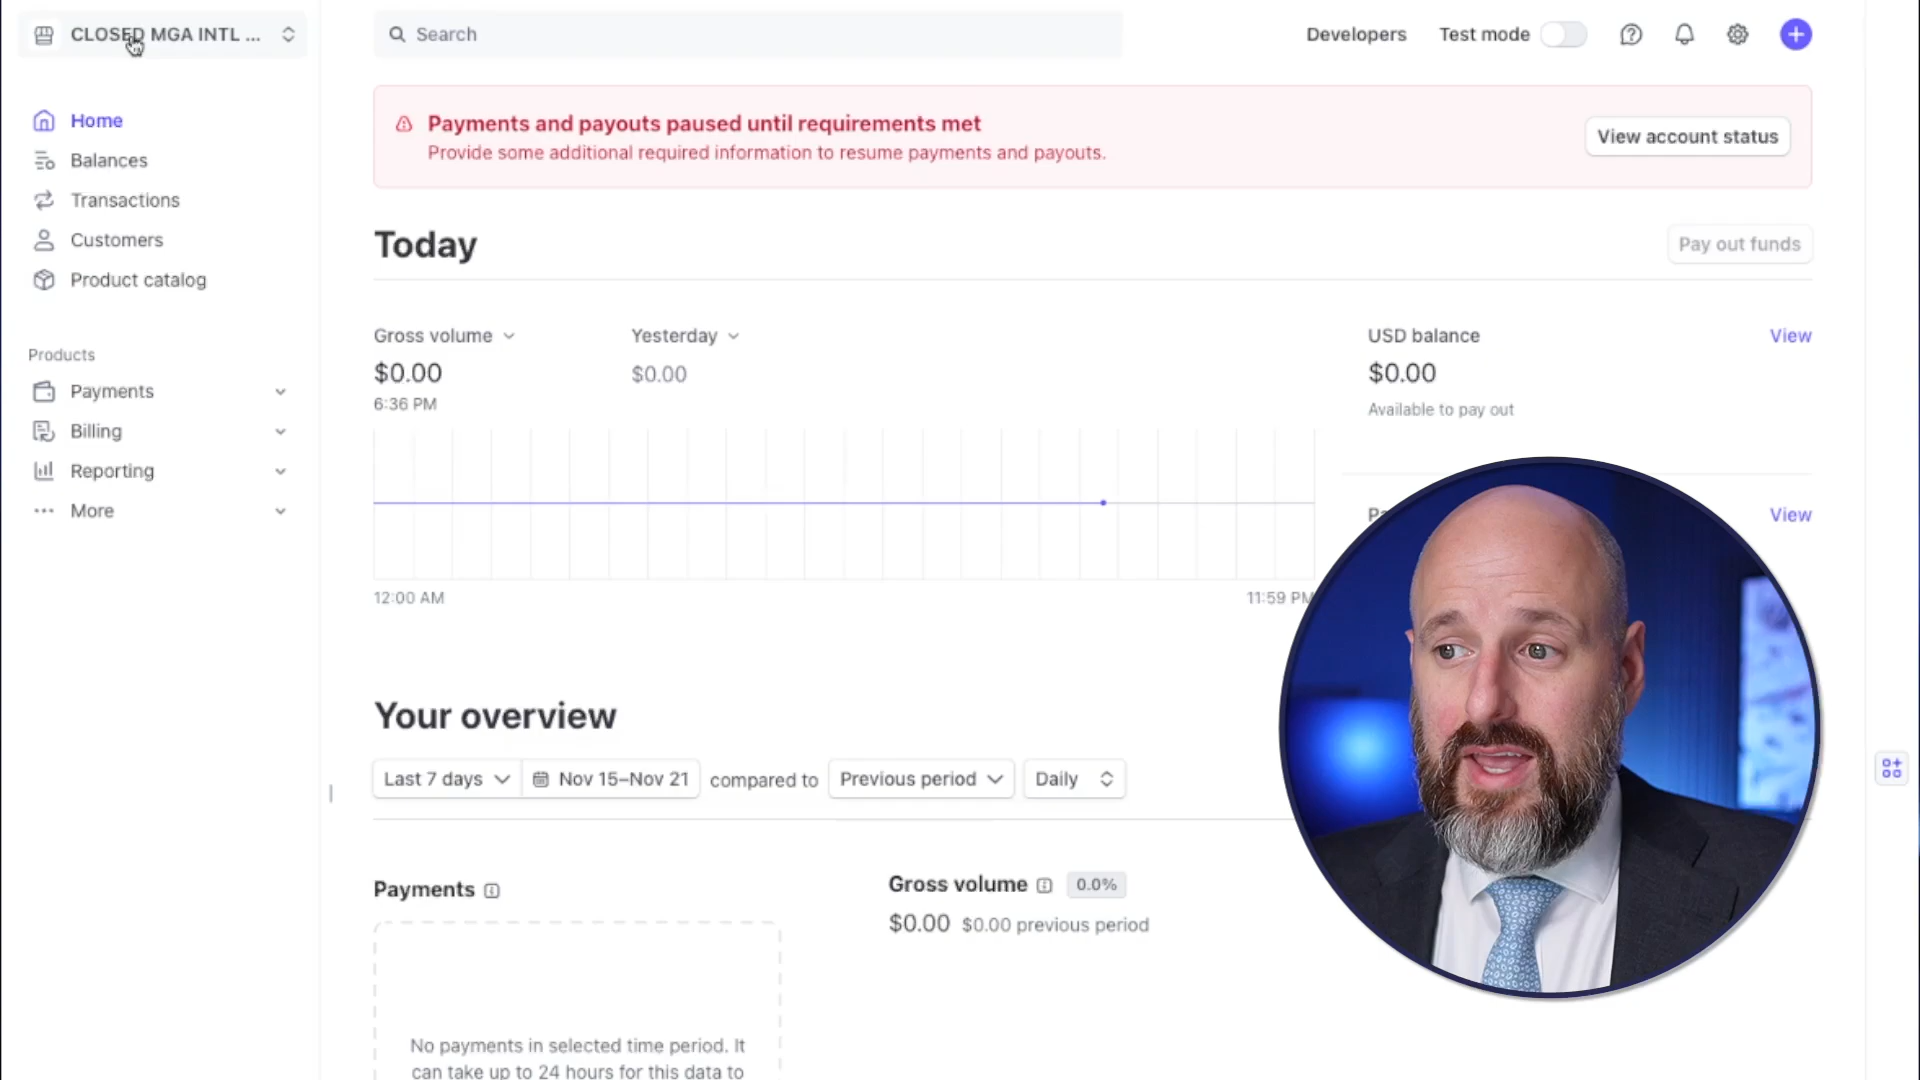 CLOSED MGA INTL ...
Search
Developers
Test mode
Home
Balances
Transactions
Customers
Product catalog
Products
Payments
Billing
Reporting
More
Payments and payouts paused until requirements met
Provide some additional required information to resume payments and payouts.
View account status
Today
Pay out funds
Gross volume
$0.00
6:36 PM
Yesterday
$0.00
USD balance
View
$0.00
Available to pay out
View
12:00 AM
11:59 PM
Your overview
Last 7 days
Nov 15–Nov 21
compared to
Previous period
Daily
Payments
Gross volume
0.0%
$0.00 $0.00 previous period
No payments in selected time period. It
can take up to 24 hours for this data to